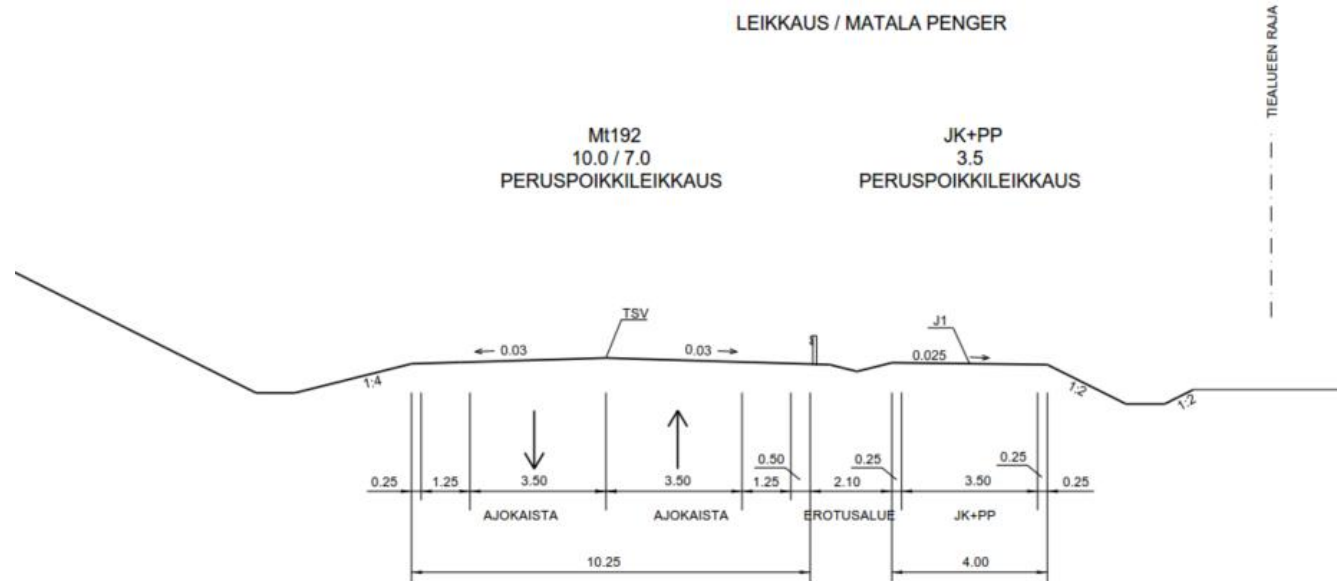 LEIKKAUS / MATALA PENGER
TIEALUEEN RAJA
Mt192
10.0 / 7.0
PERUSPOIKKILEIKKAUS
JK+PP
3.5
PERUSPOIKKILEIKKAUS
TSV
J1
0.03
0.03
0.025
1:4
1:2
1:2
0.50
0.25
0.25
0.25
1.25
3.50
3.50
1.25
2.10
3.50
0.25
AJOKAISTA
AJOKAISTA
EROTUSALUE
JK+PP
10.25
4.00